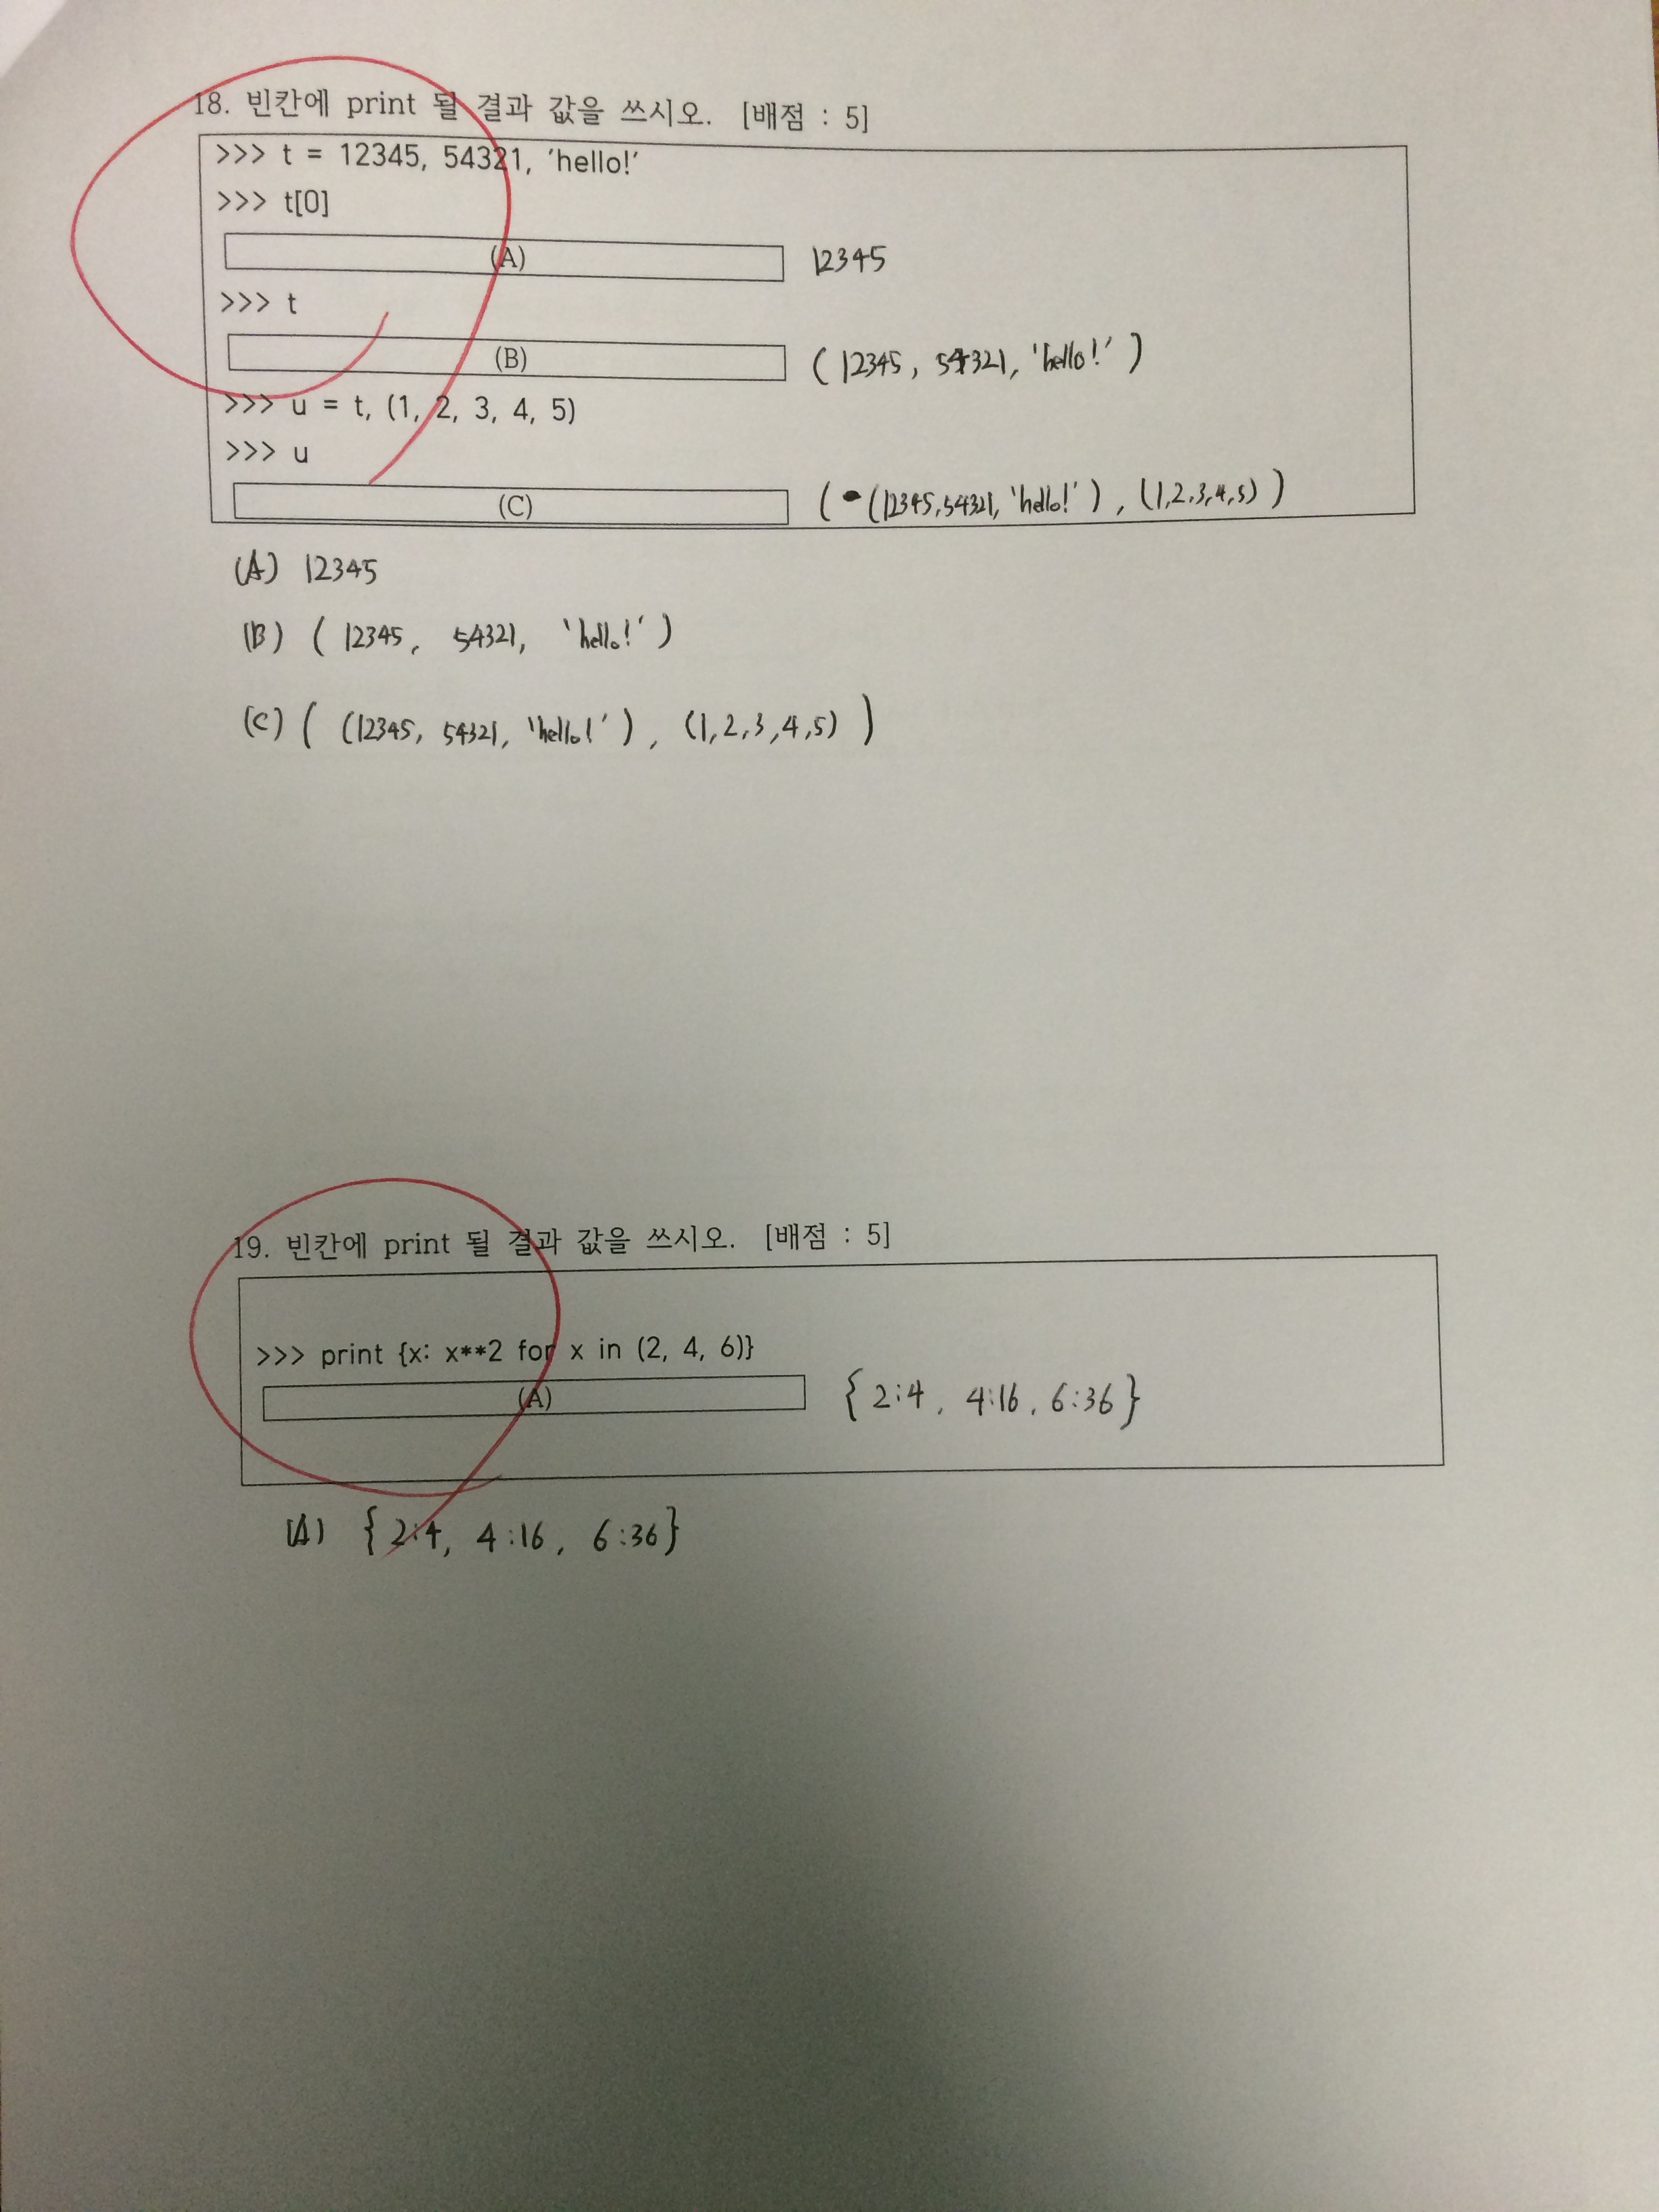 18. 빈칸에 print 될 결과 값을 쓰시오. [배점 : 5]
>>> t = 12345, 54321, 'hello!'
>>> t[0]
(A) 12345
>>> t
(B) ( 12345, 54321, 'hello!' )
>>> u = t, (1, 2, 3, 4, 5)
>>> u
(C) ( (12345,54321, 'hello!' ), (1,2,3,4,5) )
(A) 12345
(B) ( 12345, 54321, 'hello!' )
(C) ( (12345, 54321, 'hello!' ), (1,2,3,4,5) )
19. 빈칸에 print 될 결과 값을 쓰시오. [배점 : 5]
>>> print {x: x**2 for x in (2, 4, 6)}
(A) { 2:4, 4:16, 6:36 }
(A) { 2:4, 4:16, 6:36 }